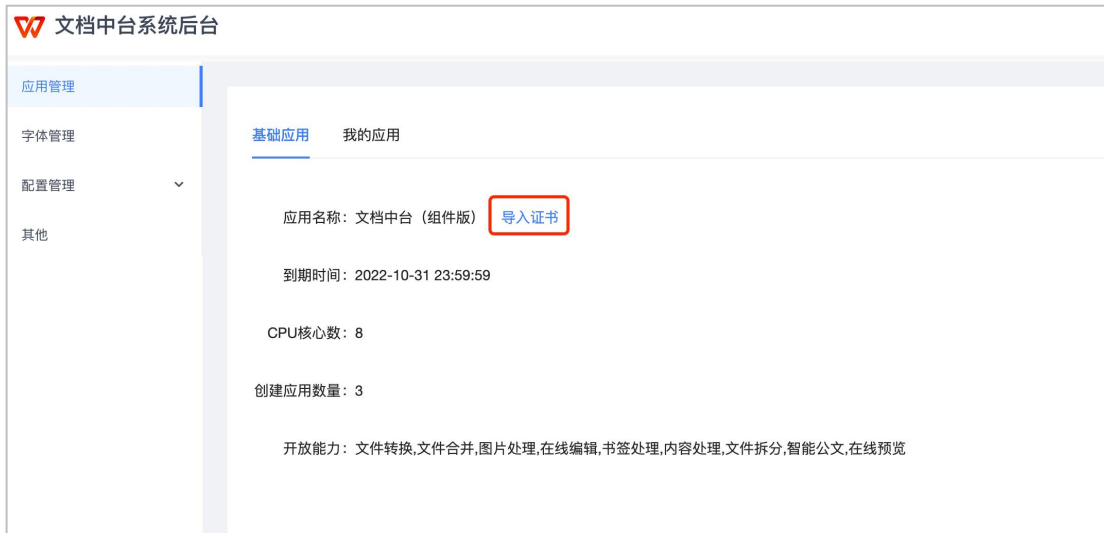 文档中台系统后台
应用管理
字体管理
配置管理
其他
基础应用 我的应用
应用名称：文档中台（组件版） 导入证书
到期时间：2022-10-31 23:59:59
CPU核心数：8
创建应用数量：3
开放能力：文件转换,文件合并,图片处理,在线编辑,书签处理,内容处理,文件拆分,智能公文,在线预览